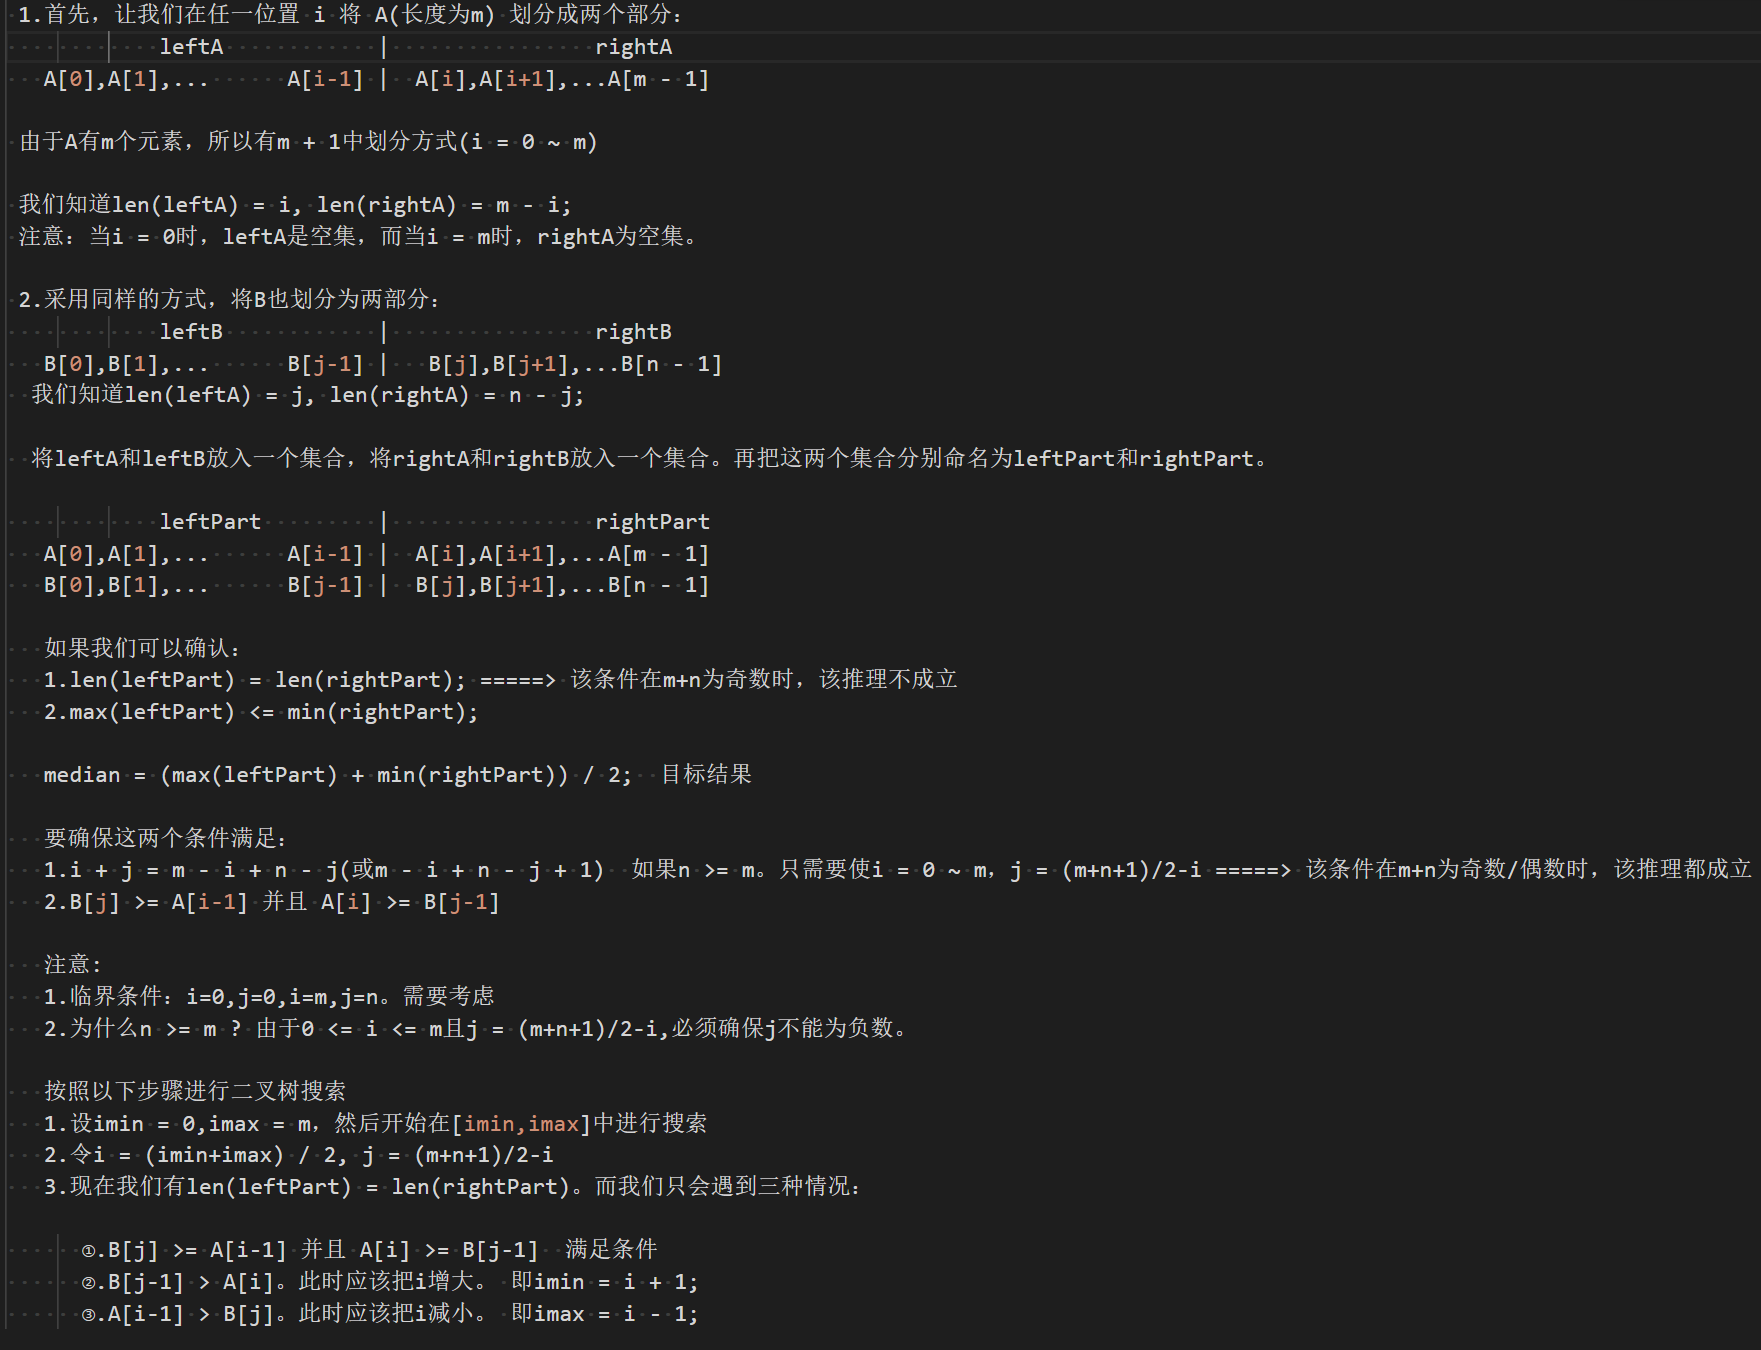 1.首先，让我们在任一位置 i 将 A(长度为m) 划分成两个部分：
leftA | rightA
A[0],A[1],... A[i-1] | A[i],A[i+1],...A[m - 1]
由于A有m个元素，所以有m + 1中划分方式(i = 0 ~ m)
我们知道len(leftA) = i, len(rightA) = m - i;
注意：当i = 0时，leftA是空集，而当i = m时，rightA为空集。
2.采用同样的方式，将B也划分为两部分：
leftB | rightB
B[0],B[1],... B[j-1] | B[j],B[j+1],...B[n - 1]
我们知道len(leftA) = j, len(rightA) = n - j;
将leftA和leftB放入一个集合，将rightA和rightB放入一个集合。再把这两个集合分别命名为leftPart和rightPart。
leftPart | rightPart
A[0],A[1],... A[i-1] | A[i],A[i+1],...A[m - 1]
B[0],B[1],... B[j-1] | B[j],B[j+1],...B[n - 1]
如果我们可以确认：
1.len(leftPart) = len(rightPart); =====> 该条件在m+n为奇数时，该推理不成立
2.max(leftPart) <= min(rightPart);
median = (max(leftPart) + min(rightPart)) / 2; 目标结果
要确保这两个条件满足：
1.i + j = m - i + n - j(或m - i + n - j + 1) 如果n >= m。只需要使i = 0 ~ m，j = (m+n+1)/2-i =====> 该条件在m+n为奇数/偶数时，该推理都成立
2.B[j] >= A[i-1] 并且 A[i] >= B[j-1]
注意:
1.临界条件：i=0,j=0,i=m,j=n。需要考虑
2.为什么n >= m ? 由于0 <= i <= m且j = (m+n+1)/2-i,必须确保j不能为负数。
按照以下步骤进行二叉树搜索
1.设imin = 0,imax = m，然后开始在[imin,imax]中进行搜索
2.令i = (imin+imax) / 2, j = (m+n+1)/2-i
3.现在我们有len(leftPart) = len(rightPart)。而我们只会遇到三种情况：
①.B[j] >= A[i-1] 并且 A[i] >= B[j-1] 满足条件
②.B[j-1] > A[i]。此时应该把i增大。 即imin = i + 1;
③.A[i-1] > B[j]。此时应该把i减小。 即imax = i - 1;